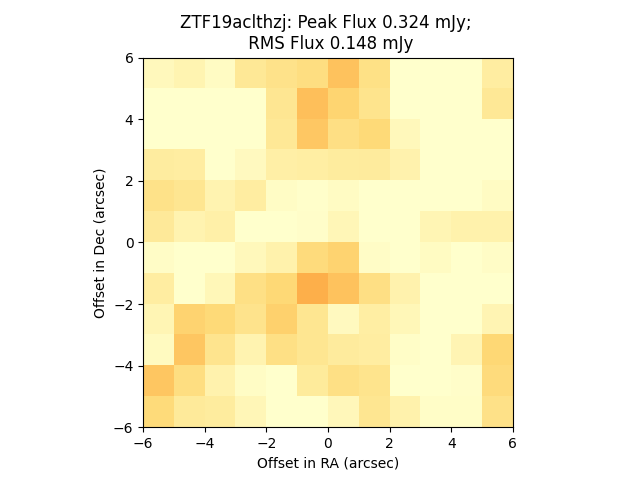 ZTF19aclthzj: Peak Flux 0.324 mJy;
RMS Flux 0.148 mJy
6
4
2
0
−2
−4
−6
Offset in Dec (arcsec)
−6 −4 −2 0 2 4 6
Offset in RA (arcsec)